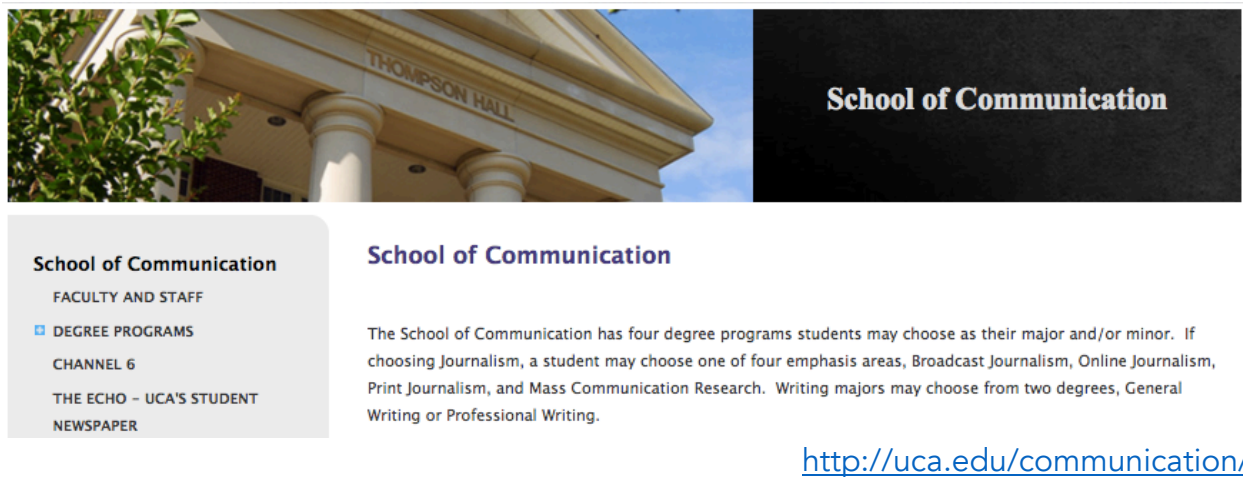 THOMPSON HALL
School of Communication
School of Communication
FACULTY AND STAFF
DEGREE PROGRAMS
CHANNEL 6
THE ECHO – UCA'S STUDENT
NEWSPAPER
School of Communication
The School of Communication has four degree programs students may choose as their major and/or minor. If
choosing Journalism, a student may choose one of four emphasis areas, Broadcast Journalism, Online Journalism,
Print Journalism, and Mass Communication Research. Writing majors may choose from two degrees, General
Writing or Professional Writing.
http://uca.edu/communication/